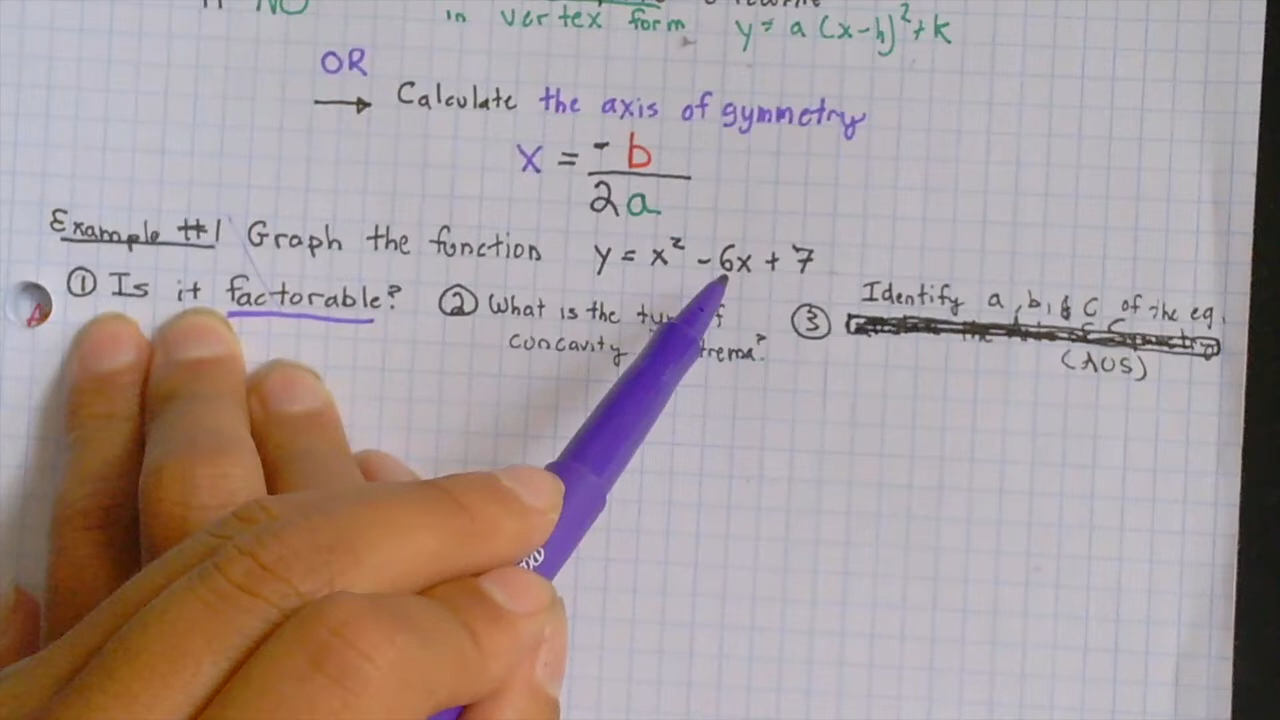 NO
in vertex form y = a (x-h)² + k
OR
→ Calculate the axis of symmetry
x = -b
2a
Example #1 Graph the function y = x² - 6x + 7
① Is it factorable?
② What is the
concavity
③ Identify a, b, & C of the eq.
(AOS)
A